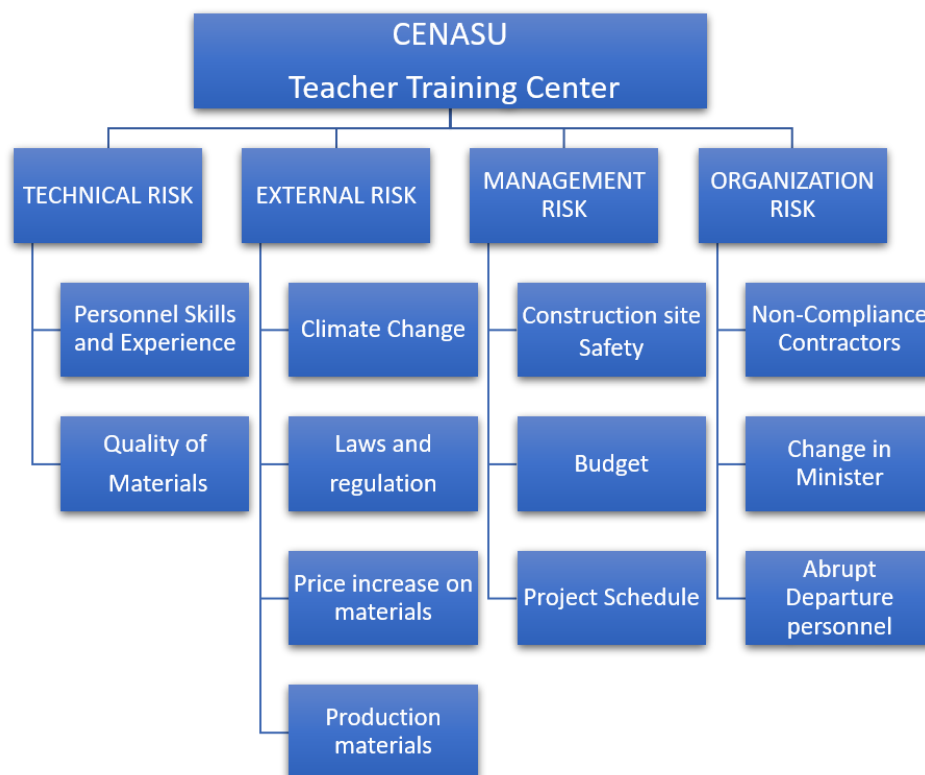 CENASU
Teacher Training Center
TECHNICAL RISK
EXTERNAL RISK
MANAGEMENT
RISK
ORGANIZATION
RISK
Personnel Skills
and Experience
Quality of
Materials
Climate Change
Laws and
regulation
Price increase on
materials
Production
materials
Construction site
Safety
Budget
Project Schedule
Non-Compliance
Contractors
Change in
Minister
Abrupt
Departure
personnel